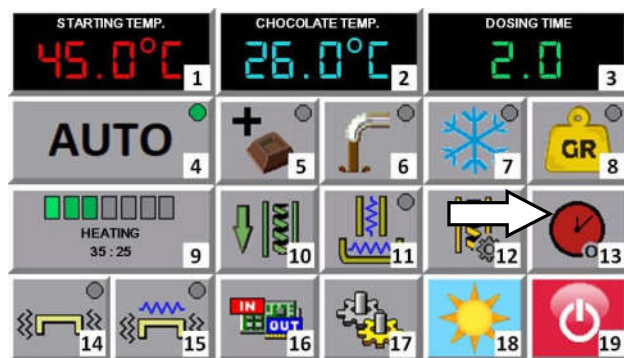 STARTING TEMP. CHOCOLATE TEMP. DOSING TIME
45.0°C 1 26.0°C 2 2.0 3
AUTO 4 5 6 7 GR 8
HEATING
35 : 25 9 10 11 12 13
14 15 IN OUT 16 17 18 19